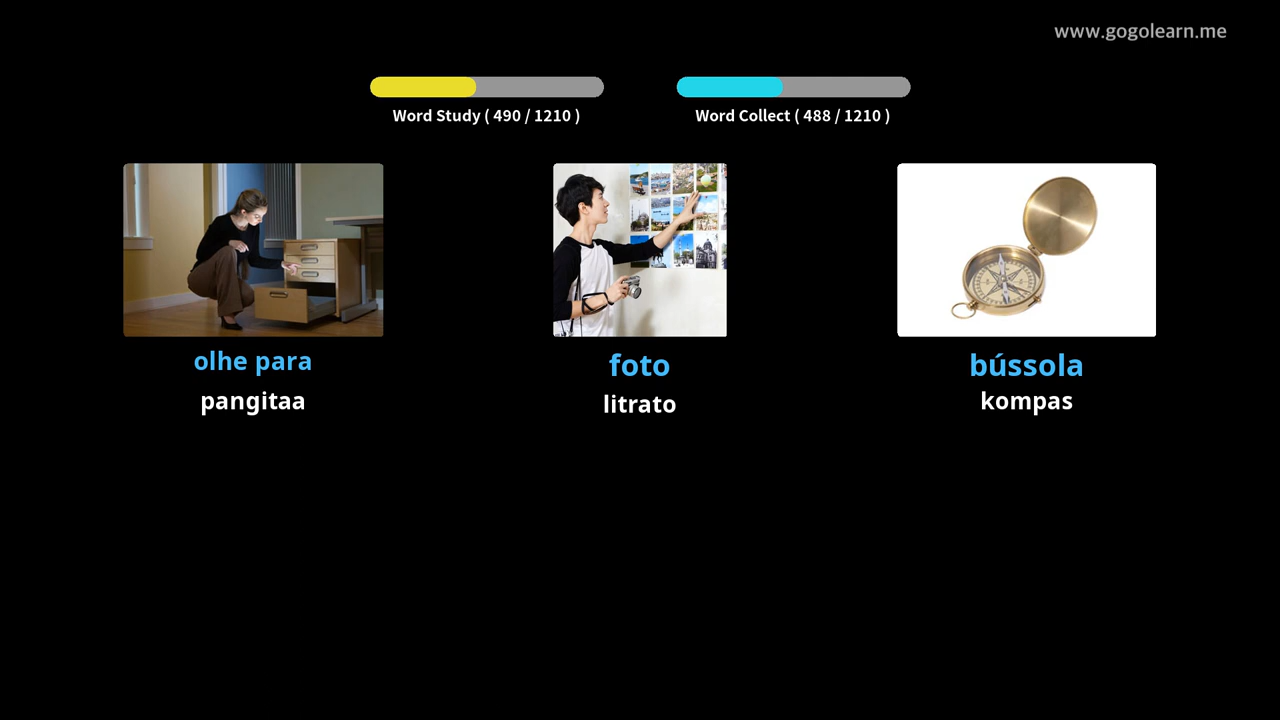 www.gogolearn.me
Word Study ( 490 / 1210 )
Word Collect ( 488 / 1210 )
olhe para
pangitaa
foto
litrato
bússola
kompas